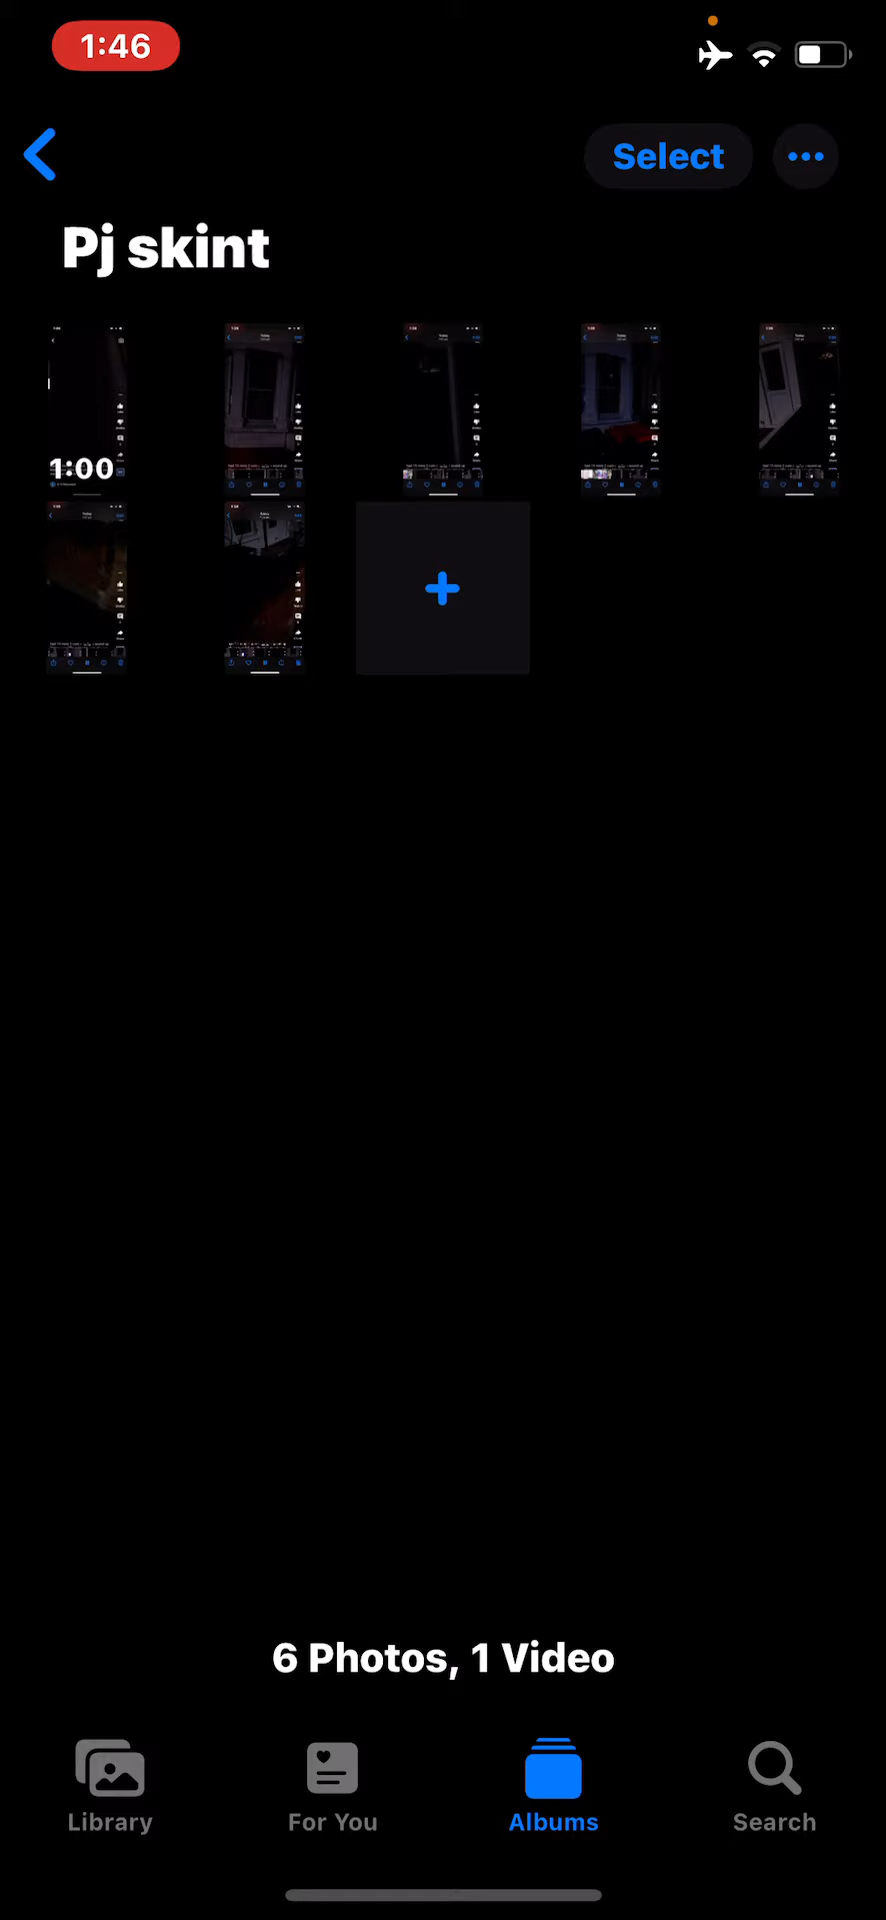 1:46
Select
Pj skint
1:00
6 Photos, 1 Video
Library
For You
Albums
Search